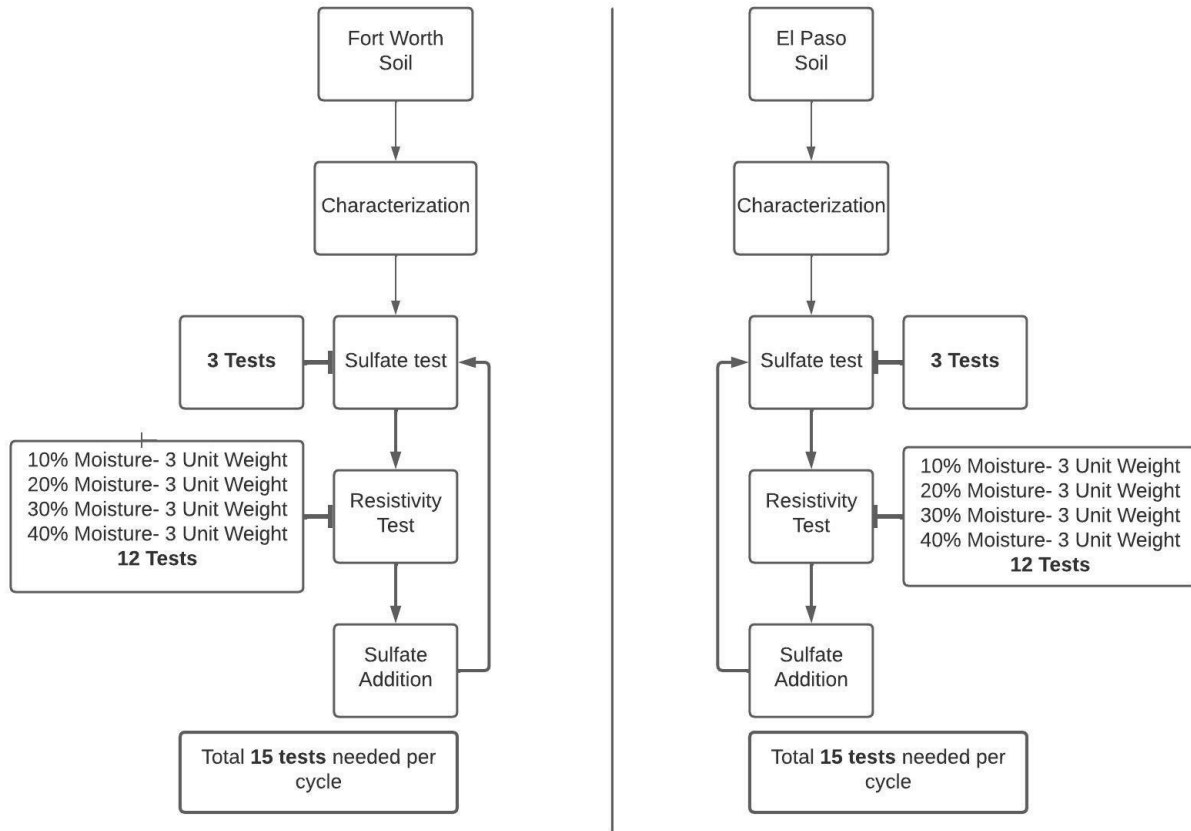 Fort Worth
Soil
Characterization
3 Tests
Sulfate test
10% Moisture- 3 Unit Weight
20% Moisture- 3 Unit Weight
30% Moisture- 3 Unit Weight
40% Moisture- 3 Unit Weight
12 Tests
Resistivity
Test
Sulfate
Addition
Total 15 tests needed per
cycle
El Paso
Soil
Characterization
Sulfate test
3 Tests
Resistivity
Test
10% Moisture- 3 Unit Weight
20% Moisture- 3 Unit Weight
30% Moisture- 3 Unit Weight
40% Moisture- 3 Unit Weight
12 Tests
Sulfate
Addition
Total 15 tests needed per
cycle